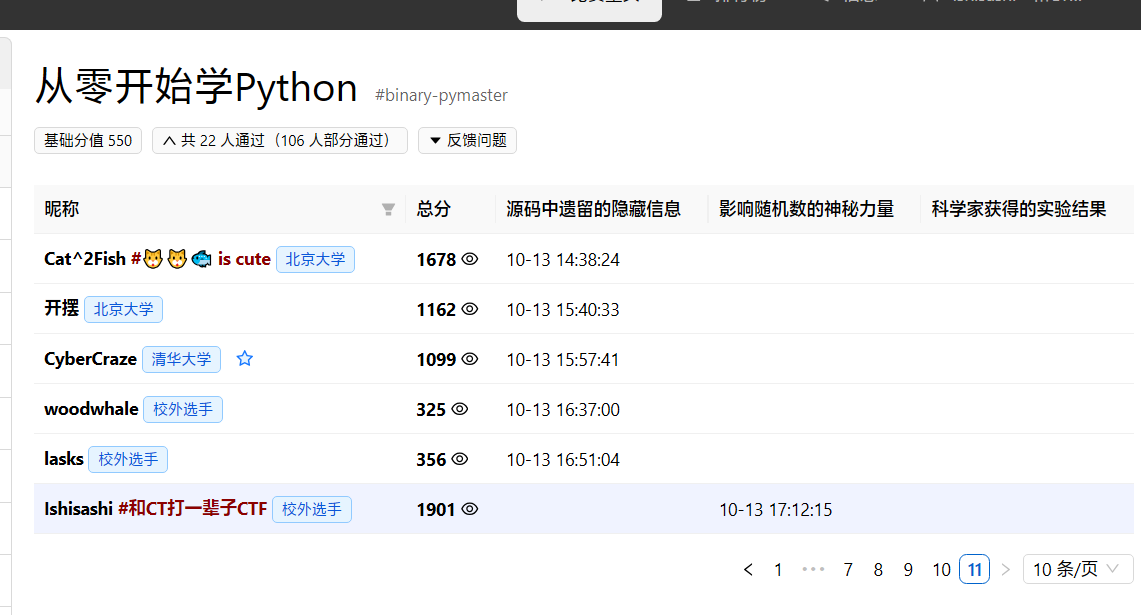 从零开始学Python #binary-pymaster
基础分值 550 共 22 人通过（106 人部分通过） 反馈问题
昵称 总分 源码中遗留的隐藏信息 影响随机数的神秘力量 科学家获得的实验结果
Cat^2Fish #🐱🐱🐟 is cute 北京大学 1678 10-13 14:38:24
开摆 北京大学 1162 10-13 15:40:33
CyberCraze 清华大学 1099 10-13 15:57:41
woodwhale 校外选手 325 10-13 16:37:00
lasks 校外选手 356 10-13 16:51:04
Ishisashi #和CT打一辈子CTF 校外选手 1901 10-13 17:12:15
1 ••• 7 8 9 10 11 10 条/页